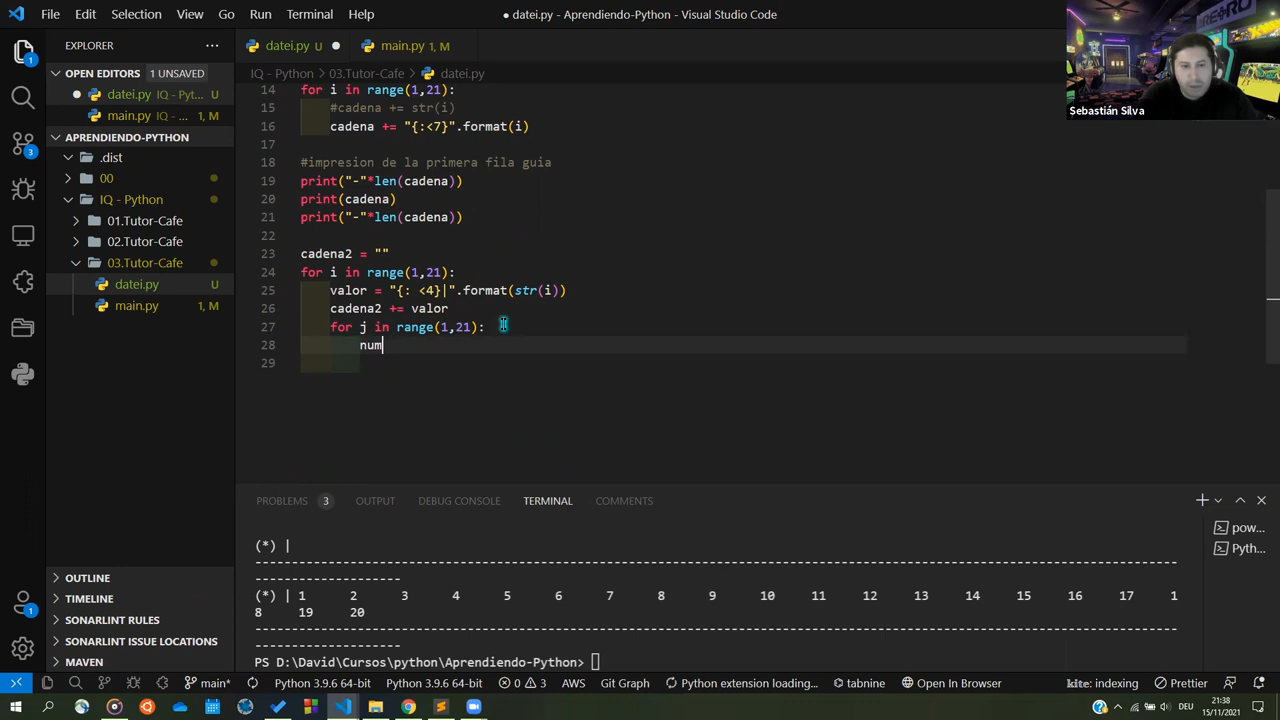 File Edit Selection View Go Run Terminal Help
● datei.py - Aprendiendo-Python - Visual Studio Code
Sebastián Silva
EXPLORER
OPEN EDITORS 1 UNSAVED
datei.py IQ - Pyt... U
main.py IQ - ... U
APRENDIENDO-PYTHON
.dist
00
IQ - Python
01.Tutor-Cafe
02.Tutor-Cafe
03.Tutor-Cafe
datei.py U
main.py U
OUTLINE
TIMELINE
SONARLINT RULES
SONARLINT ISSUE LOCATIONS
MAVEN
datei.py U ● main.py 1, M
IQ - Python > 03.Tutor-Cafe > datei.py
14 for i in range(1,21):
15 #cadena += str(i)
16 cadena += "{:<7}".format(i)
17
18 #impresion de la primera fila guia
19 print("-"*len(cadena))
20 print(cadena)
21 print("-"*len(cadena))
22
23 cadena2 = ""
24 for i in range(1,21):
25 valor = "{: <4}|".format(str(i))
26 cadena2 += valor
27 for j in range(1,21):
28 num
29
PROBLEMS 3 OUTPUT DEBUG CONSOLE TERMINAL COMMENTS
pow...
Pyth...
(*) |
------------------------------------------------------------------------------------------------------------------------------
--------------------
(*) | 1 2 3 4 5 6 7 8 9 10 11 12 13 14 15 16 17 1
8 19 20
------------------------------------------------------------------------------------------------------------------------------
--------------------
PS D:\David\Cursos\python\Aprendiendo-Python>
main* Python 3.9.6 64-bit Python 3.9.6 64-bit 0 3 AWS Git Graph Python extension loading... tabnine Open In Browser kite: indexing Prettier
DEU 21:38
15/11/2021